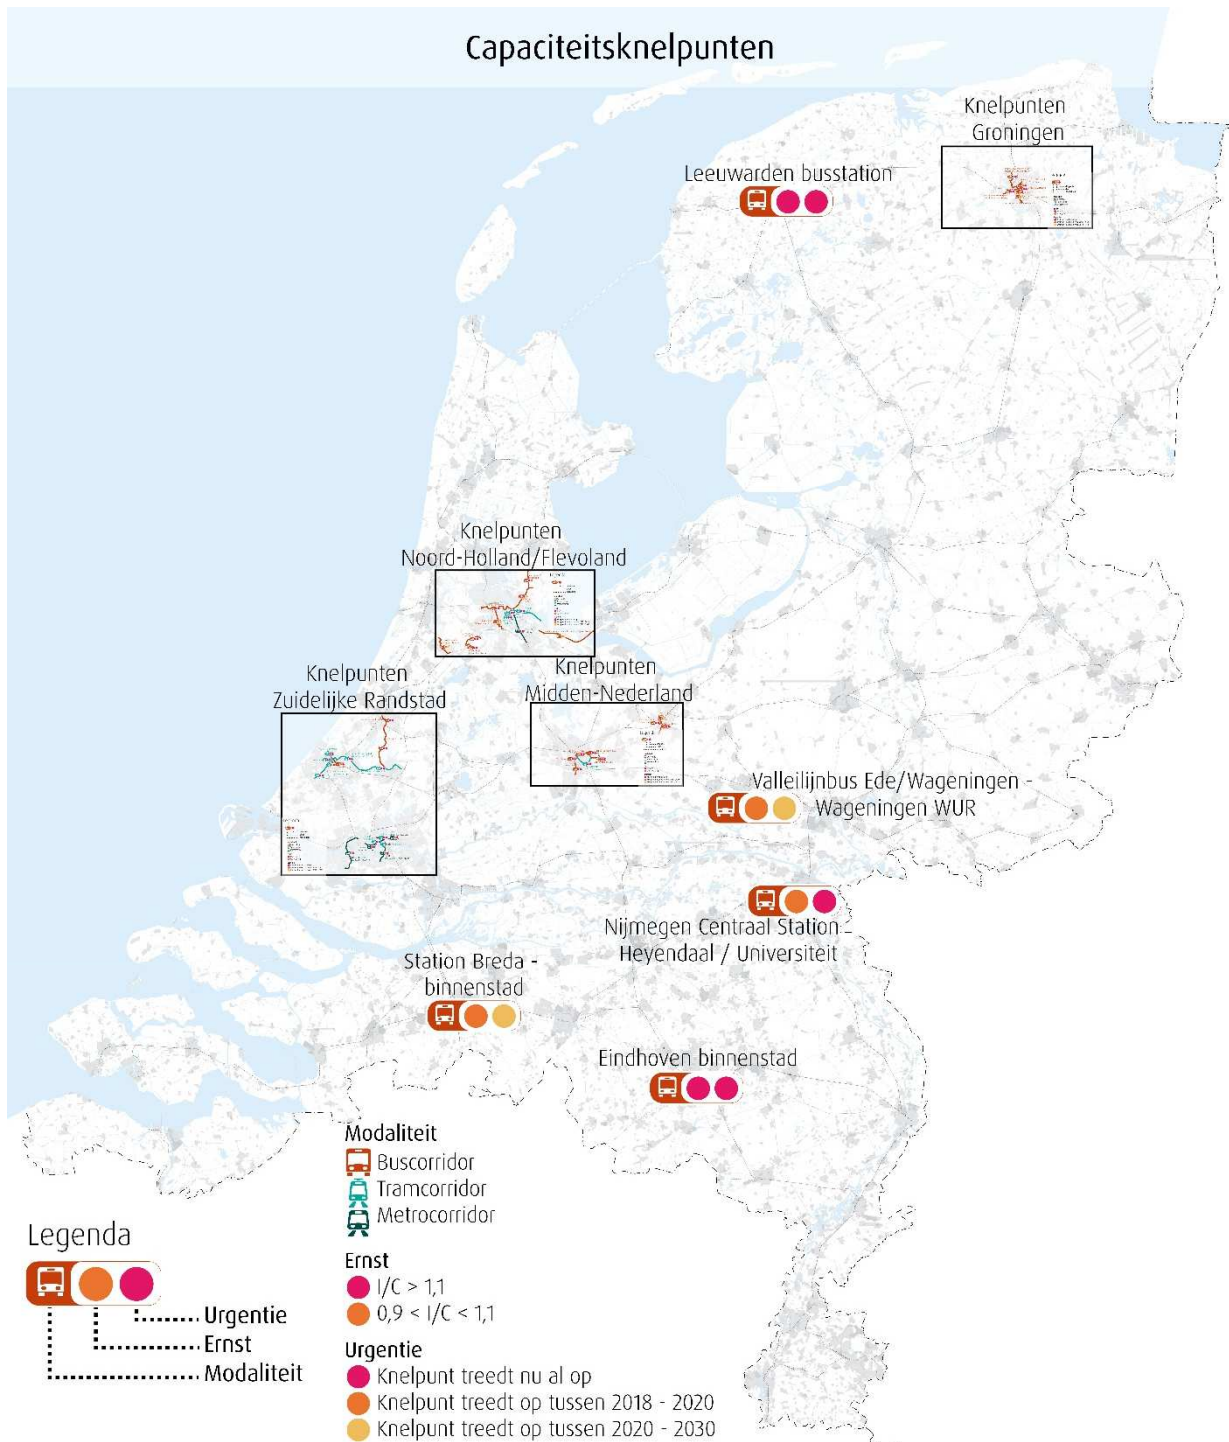 Capaciteitsknelpunten
Knelpunten
Groningen
Leeuwarden busstation
Knelpunten
Noord-Holland/Flevoland
Knelpunten
Zuidelijke Randstad
Knelpunten
Midden-Nederland
Valleilijnbus Ede/Wageningen -
Wageningen WUR
Nijmegen Centraal Station -
Heyendaal / Universiteit
Station Breda -
binnenstad
Eindhoven binnenstad
Modaliteit
Buscorridor
Tramcorridor
Metrocorridor
Legenda
Urgentie
Ernst
Modaliteit
Ernst
I/C > 1,1
0,9 < I/C < 1,1
Urgentie
Knelpunt treedt nu al op
Knelpunt treedt op tussen 2018 - 2020
Knelpunt treedt op tussen 2020 - 2030